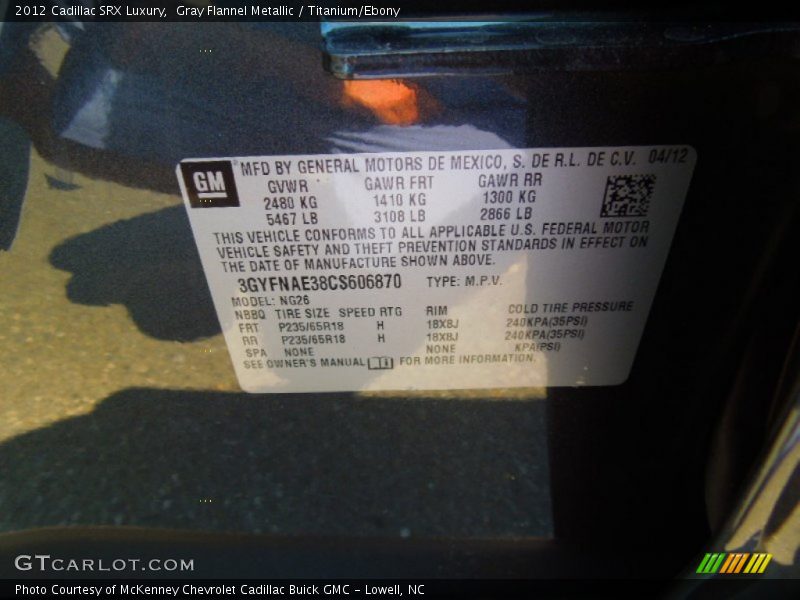 2012 Cadillac SRX Luxury,  Gray Flannel Metallic / Titanium/Ebony
GM
MFD BY GENERAL MOTORS DE MEXICO, S. DE R.L. DE C.V. 04/12
GVWR GAWR FRT GAWR RR
2480 KG 1410 KG 1300 KG
5467 LB 3108 LB 2866 LB
THIS VEHICLE CONFORMS TO ALL APPLICABLE U.S. FEDERAL MOTOR
VEHICLE SAFETY AND THEFT PREVENTION STANDARDS IN EFFECT ON
THE DATE OF MANUFACTURE SHOWN ABOVE.
3GYFNAE38CS606870 TYPE: M.P.V.
MODEL: NG26
NBBQ TIRE SIZE SPEED RTG RIM COLD TIRE PRESSURE
FRT P235/65R18 H 18X8J 240KPA(35PSI)
RR P235/65R18 H 18X8J 240KPA(35PSI)
SPA NONE NONE KPA(PSI)
SEE OWNER'S MANUAL FOR MORE INFORMATION.
GTCARLOT.COM
Photo Courtesy of McKenney Chevrolet Cadillac Buick GMC - Lowell, NC